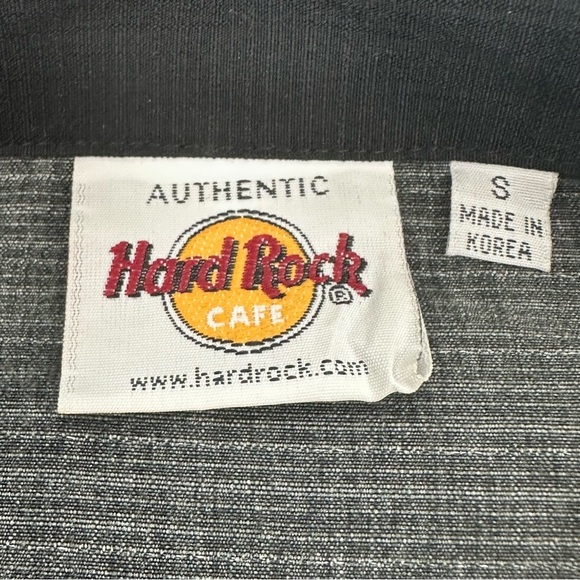 AUTHENTIC
Hard Rock ®
CAFE
www.hardrock.com
S
MADE IN
KOREA